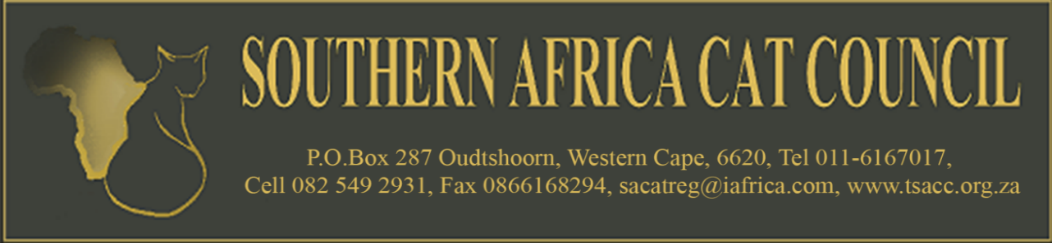 SOUTHERN AFRICA CAT COUNCIL
P.O.Box 287 Oudtshoorn, Western Cape, 6620, Tel 011-6167017,
Cell 082 549 2931, Fax 0866168294, sacatreg@iafrica.com, www.tsacc.org.za